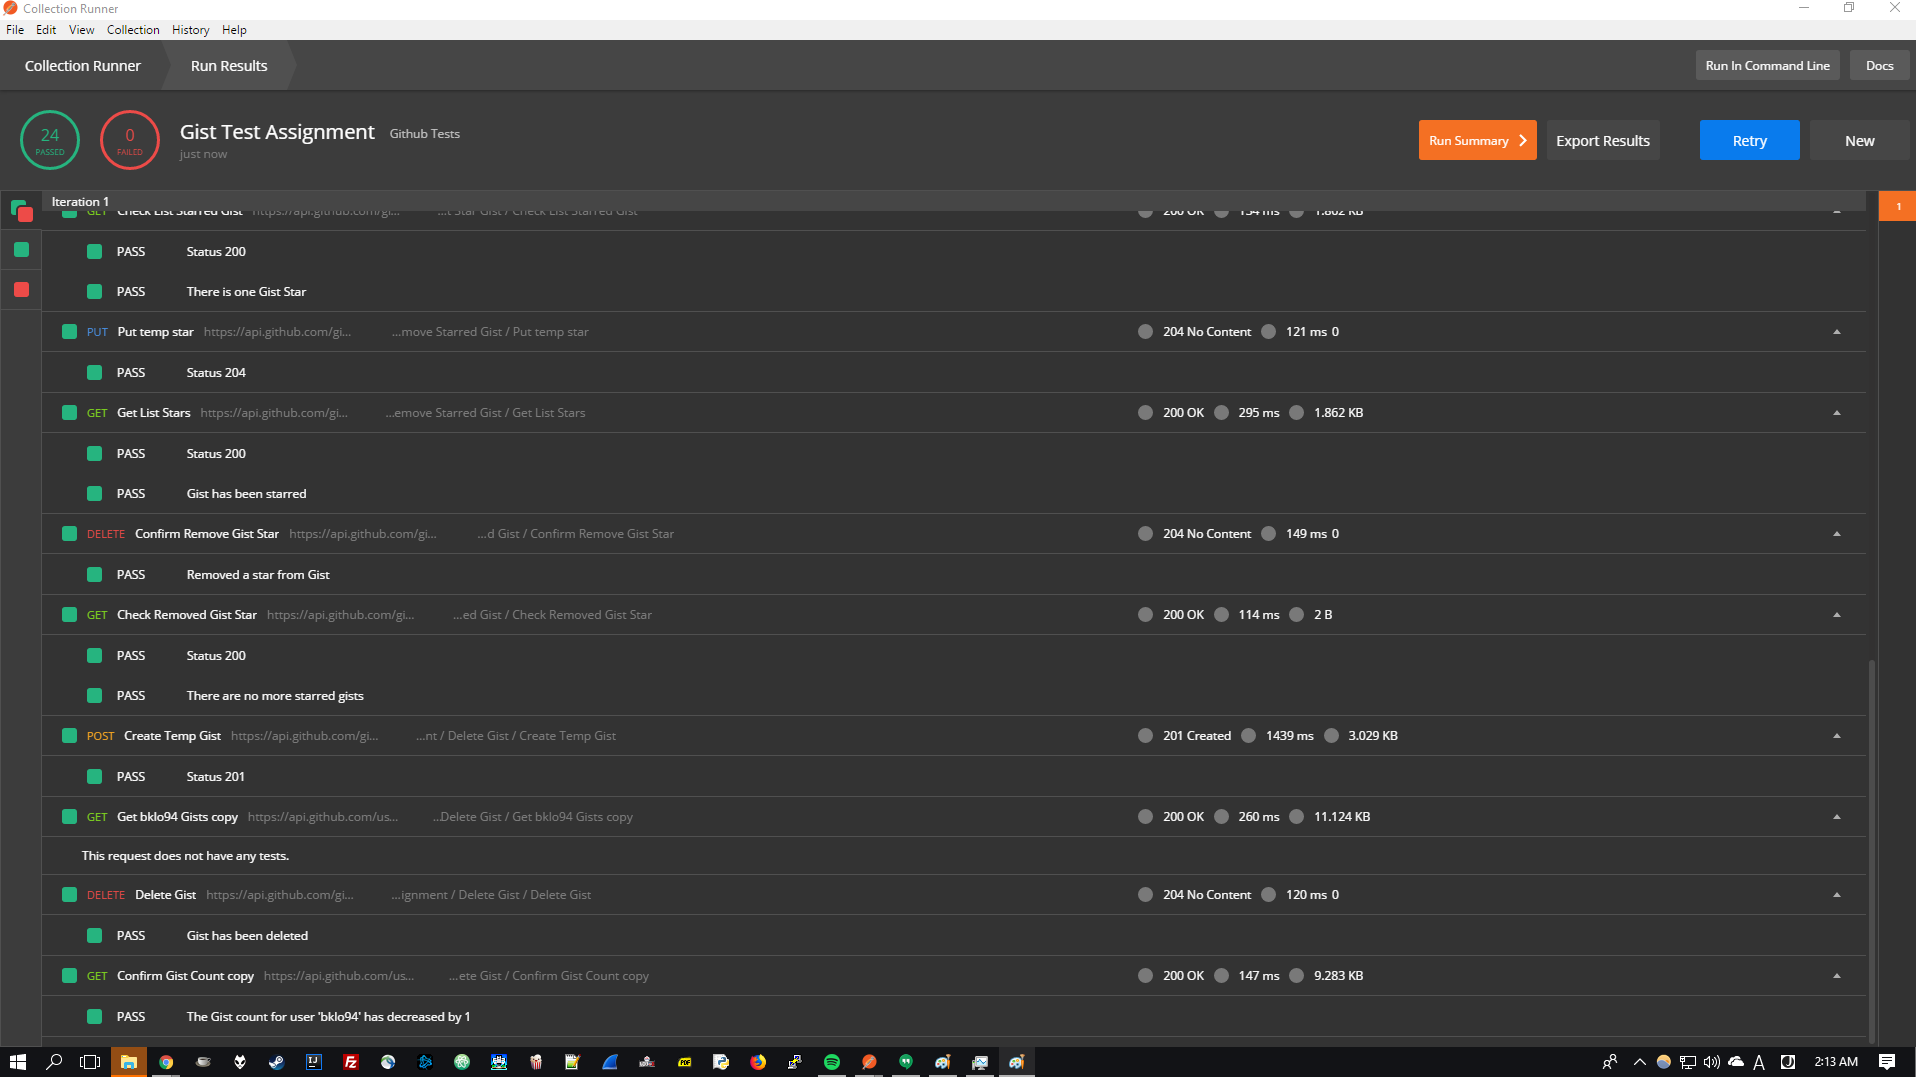 Collection Runner
File Edit View Collection History Help
Collection Runner Run Results Run In Command Line Docs
24 PASSED 0 FAILED Gist Test Assignment Github Tests Run Summary Export Results Retry New
just now
Iteration 1 1
GET Check List Starred Gist https://api.github.com/gi... ...t Star Gist / Check List Starred Gist 200 OK 134 ms 1.862 KB
PASS Status 200
PASS There is one Gist Star
PUT Put temp star https://api.github.com/gi... ...move Starred Gist / Put temp star 204 No Content 121 ms 0
PASS Status 204
GET Get List Stars https://api.github.com/gi... ...emove Starred Gist / Get List Stars 200 OK 295 ms 1.862 KB
PASS Status 200
PASS Gist has been starred
DELETE Confirm Remove Gist Star https://api.github.com/gi... ...d Gist / Confirm Remove Gist Star 204 No Content 149 ms 0
PASS Removed a star from Gist
GET Check Removed Gist Star https://api.github.com/gi... ...ed Gist / Check Removed Gist Star 200 OK 114 ms 2 B
PASS Status 200
PASS There are no more starred gists
POST Create Temp Gist https://api.github.com/gi... ...nt / Delete Gist / Create Temp Gist 201 Created 1439 ms 3.029 KB
PASS Status 201
GET Get bklo94 Gists copy https://api.github.com/us... ...Delete Gist / Get bklo94 Gists copy 200 OK 260 ms 11.124 KB
This request does not have any tests.
DELETE Delete Gist https://api.github.com/gi... ...ignment / Delete Gist / Delete Gist 204 No Content 120 ms 0
PASS Gist has been deleted
GET Confirm Gist Count copy https://api.github.com/us... ...ete Gist / Confirm Gist Count copy 200 OK 147 ms 9.283 KB
PASS The Gist count for user 'bklo94' has decreased by 1
2:13 AM